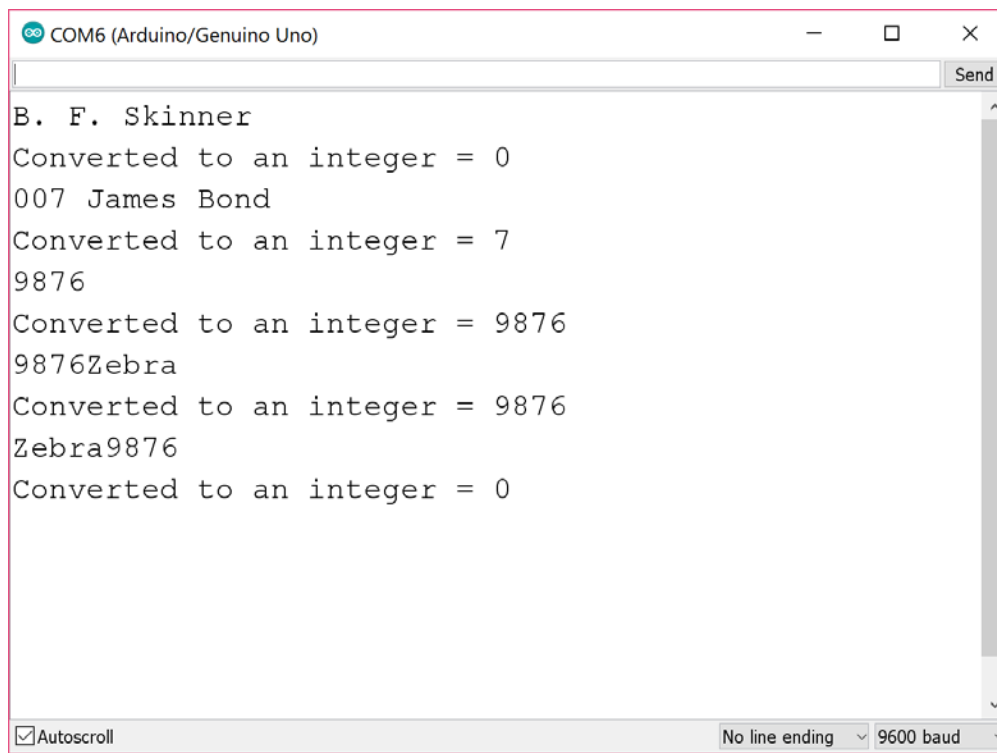 COM6 (Arduino/Genuino Uno)
Send
B. F. Skinner
Converted to an integer = 0
007 James Bond
Converted to an integer = 7
9876
Converted to an integer = 9876
9876Zebra
Converted to an integer = 9876
Zebra9876
Converted to an integer = 0
Autoscroll
No line ending
9600 baud